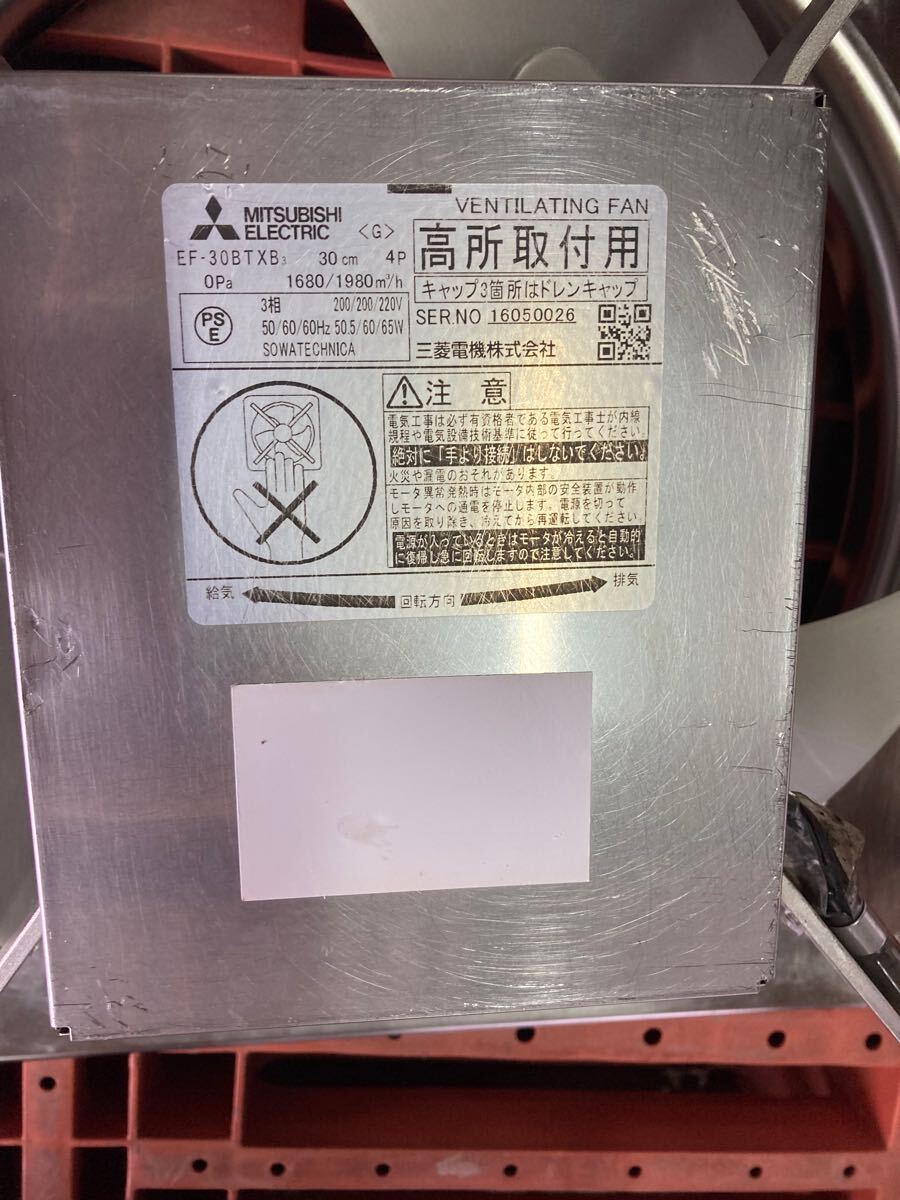 MITSUBISHI
ELECTRIC
<G>
VENTILATING FAN
EF-30BTXB₃ 30cm 4P
0Pa 1680/1980m³/h
高所取付用
キャップ3箇所はドレンキャップ
PS
E
3相 200/200/220V
50/60/60Hz 50.5/60/65W
SOWATECHNICA
SER.NO 16050026
三菱電機株式会社
注意
電気工事は必ず有資格者である電気工事士が内線
規程や電気設備技術基準に従って行ってください。
絶対に「手より接続」はしないでください。
火災や漏電のおそれがあります。
モータ異常発熱時はモータ内部の安全装置が動作
しモータへの通電を停止します。電源を切って
原因を取り除き、冷えてから再運転してください。
電源が入っているときはモータが冷えると自動的
に復帰し急に回転しますので注意してください。
給気 回転方向 排気